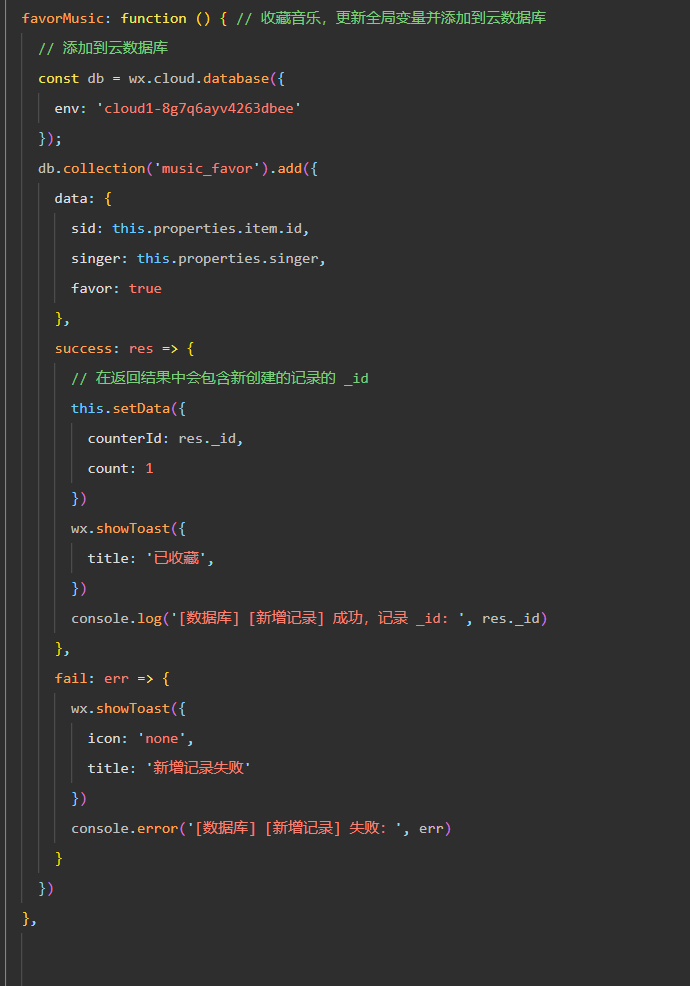 favorMusic: function () { // 收藏音乐，更新全局变量并添加到云数据库
// 添加到云数据库
const db = wx.cloud.database({
env: 'cloud1-8g7q6ayv4263dbee'
});
db.collection('music_favor').add({
data: {
sid: this.properties.item.id,
singer: this.properties.singer,
favor: true
},
success: res => {
// 在返回结果中会包含新创建的记录的 _id
this.setData({
counterId: res._id,
count: 1
})
wx.showToast({
title: '已收藏',
})
console.log('[数据库] [新增记录] 成功，记录 _id: ', res._id)
},
fail: err => {
wx.showToast({
icon: 'none',
title: '新增记录失败'
})
console.error('[数据库] [新增记录] 失败：', err)
}
})
},